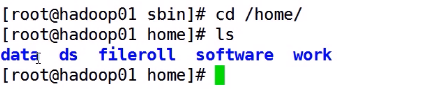 [root@hadoop01 sbin]# cd /home/
[root@hadoop01 home]# ls
data  ds  fileroll  software  work
[root@hadoop01 home]#